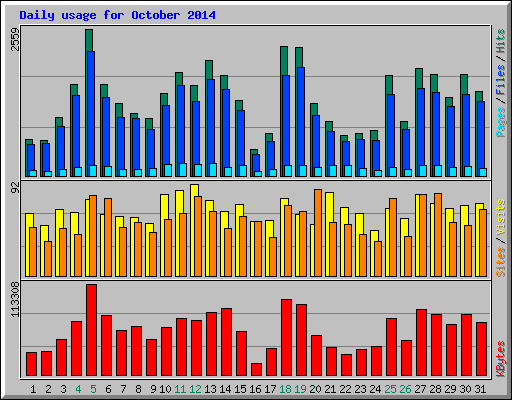 Daily usage for October 2014
2559
Pages / Files / Hits
92
Sites / Visits
113308
KBytes
1 2 3 4 5 6 7 8 9 10 11 12 13 14 15 16 17 18 19 20 21 22 23 24 25 26 27 28 29 30 31